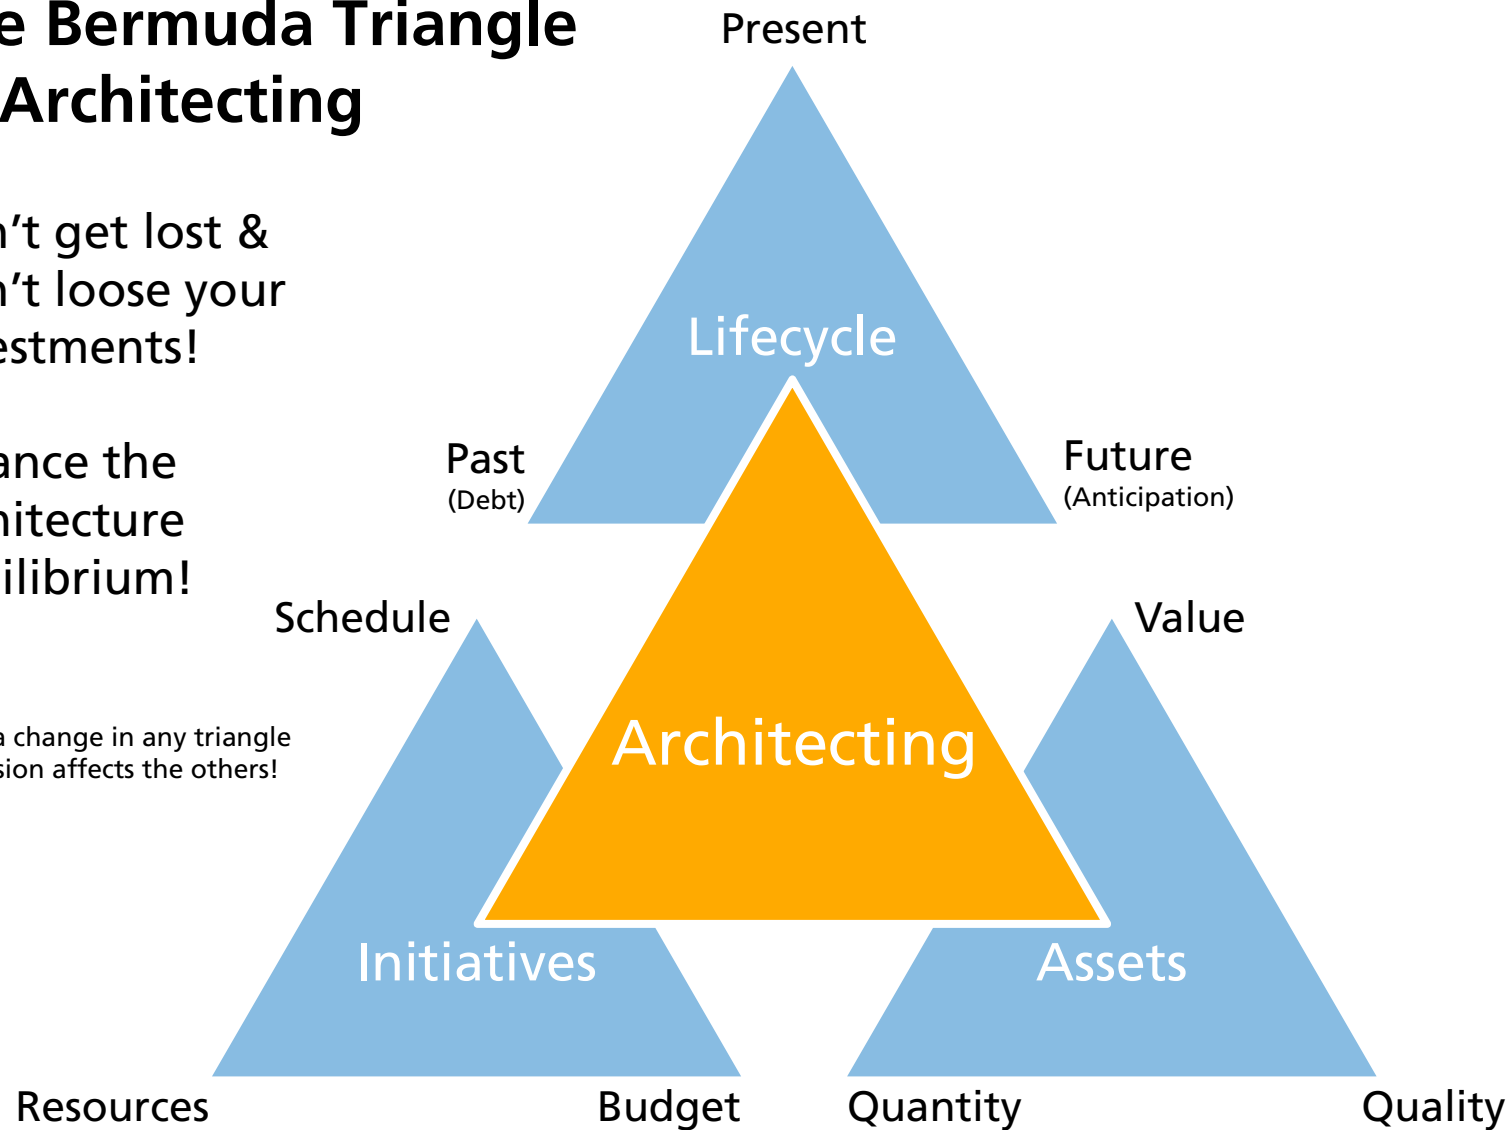 e Bermuda Triangle
Architecting
n't get lost &
n't loose your
estments!
ance the
hitecture
ilibrium!
a change in any triangle
sion affects the others!
Present
Lifecycle
Past
(Debt)
Future
(Anticipation)
Schedule
Value
Architecting
Initiatives
Assets
Resources
Budget
Quantity
Quality